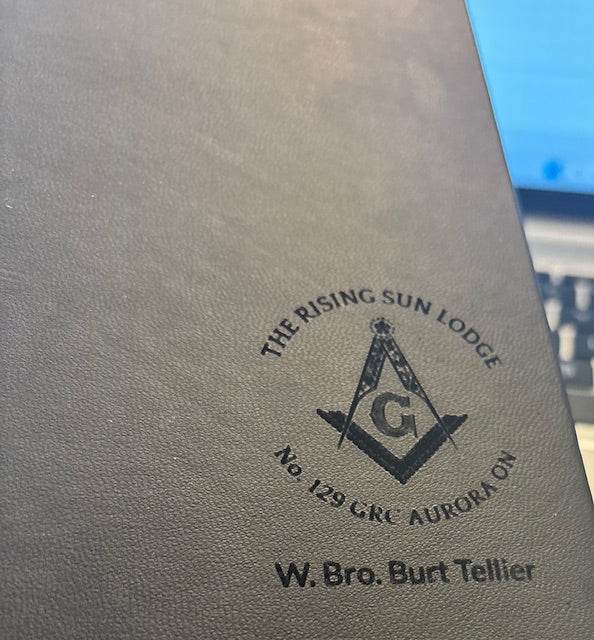 THE RISING SUN LODGE
G
No. 129 GRC AURORA ON
W. Bro. Burt Tellier